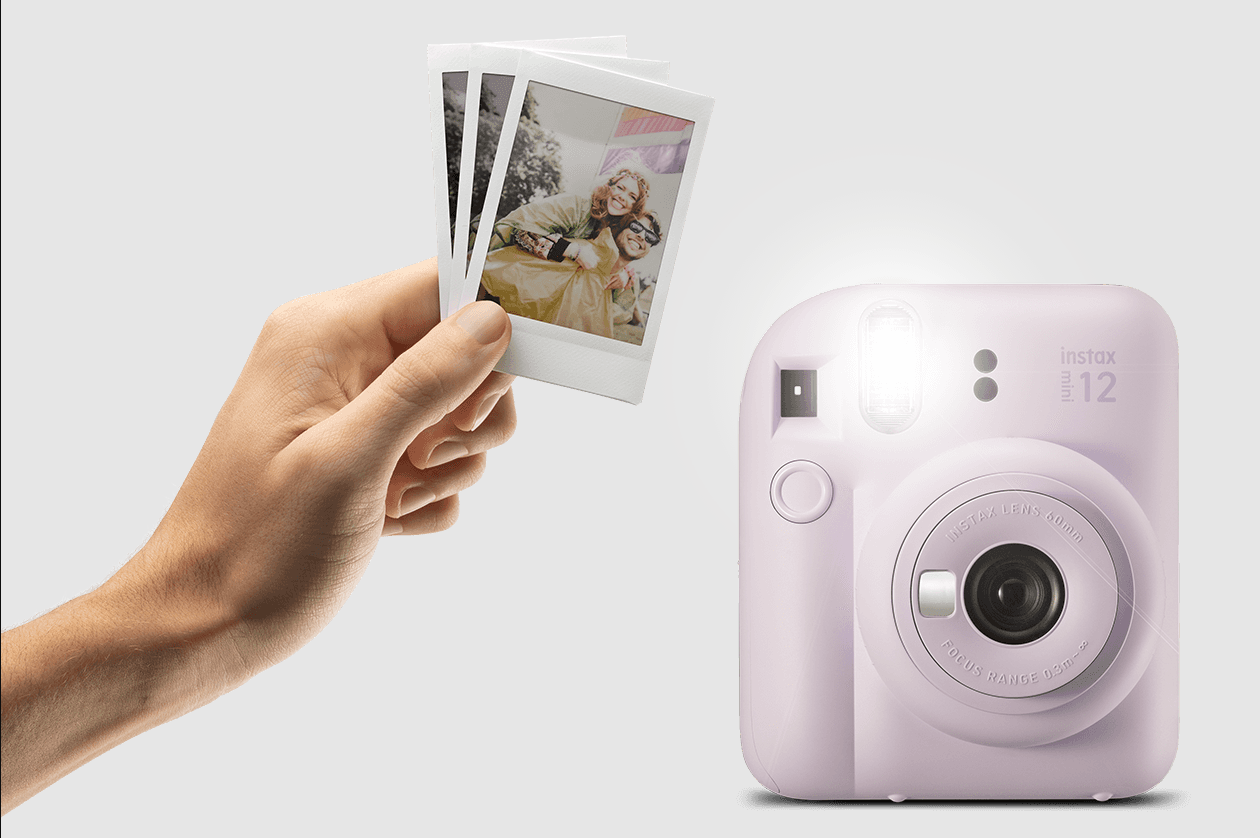 instax
mini 12
INSTAX LENS 60mm
FOCUS RANGE 0.3m~∞